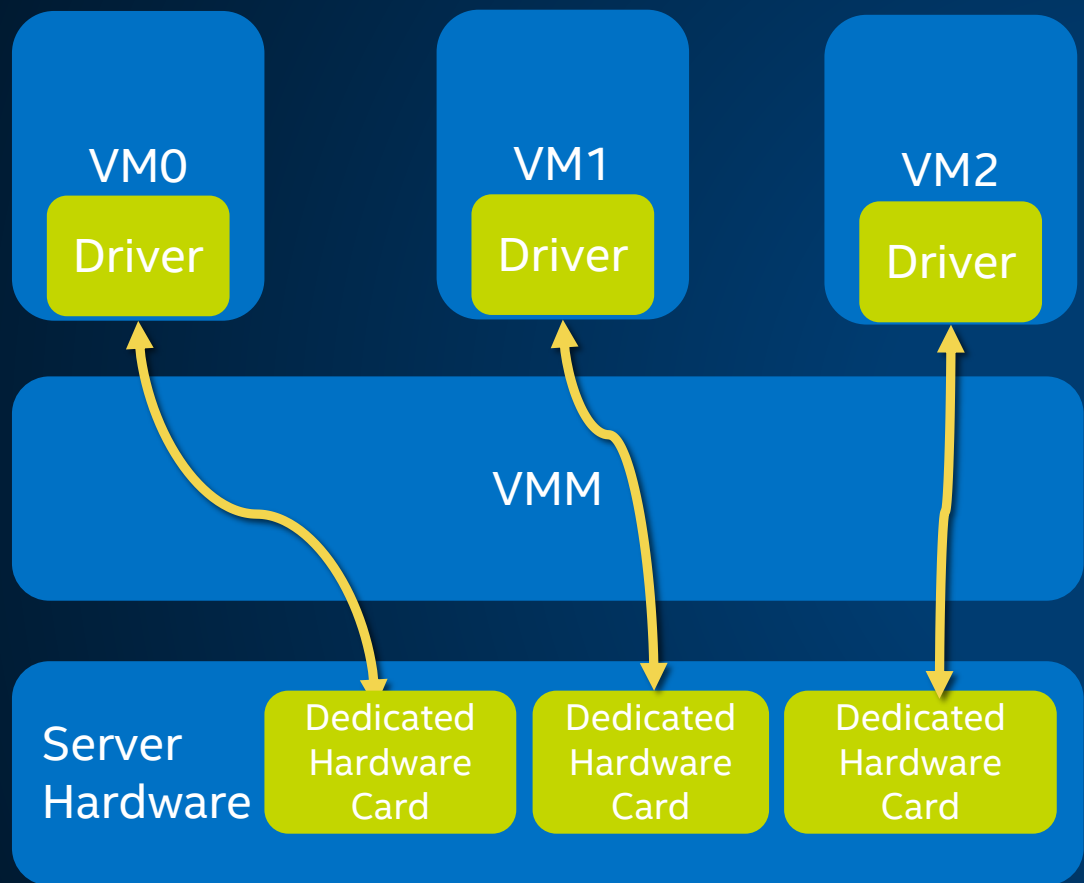 VM0
Driver
VM1
Driver
VM2
Driver
VMM
Server
Hardware
Dedicated
Hardware
Card
Dedicated
Hardware
Card
Dedicated
Hardware
Card